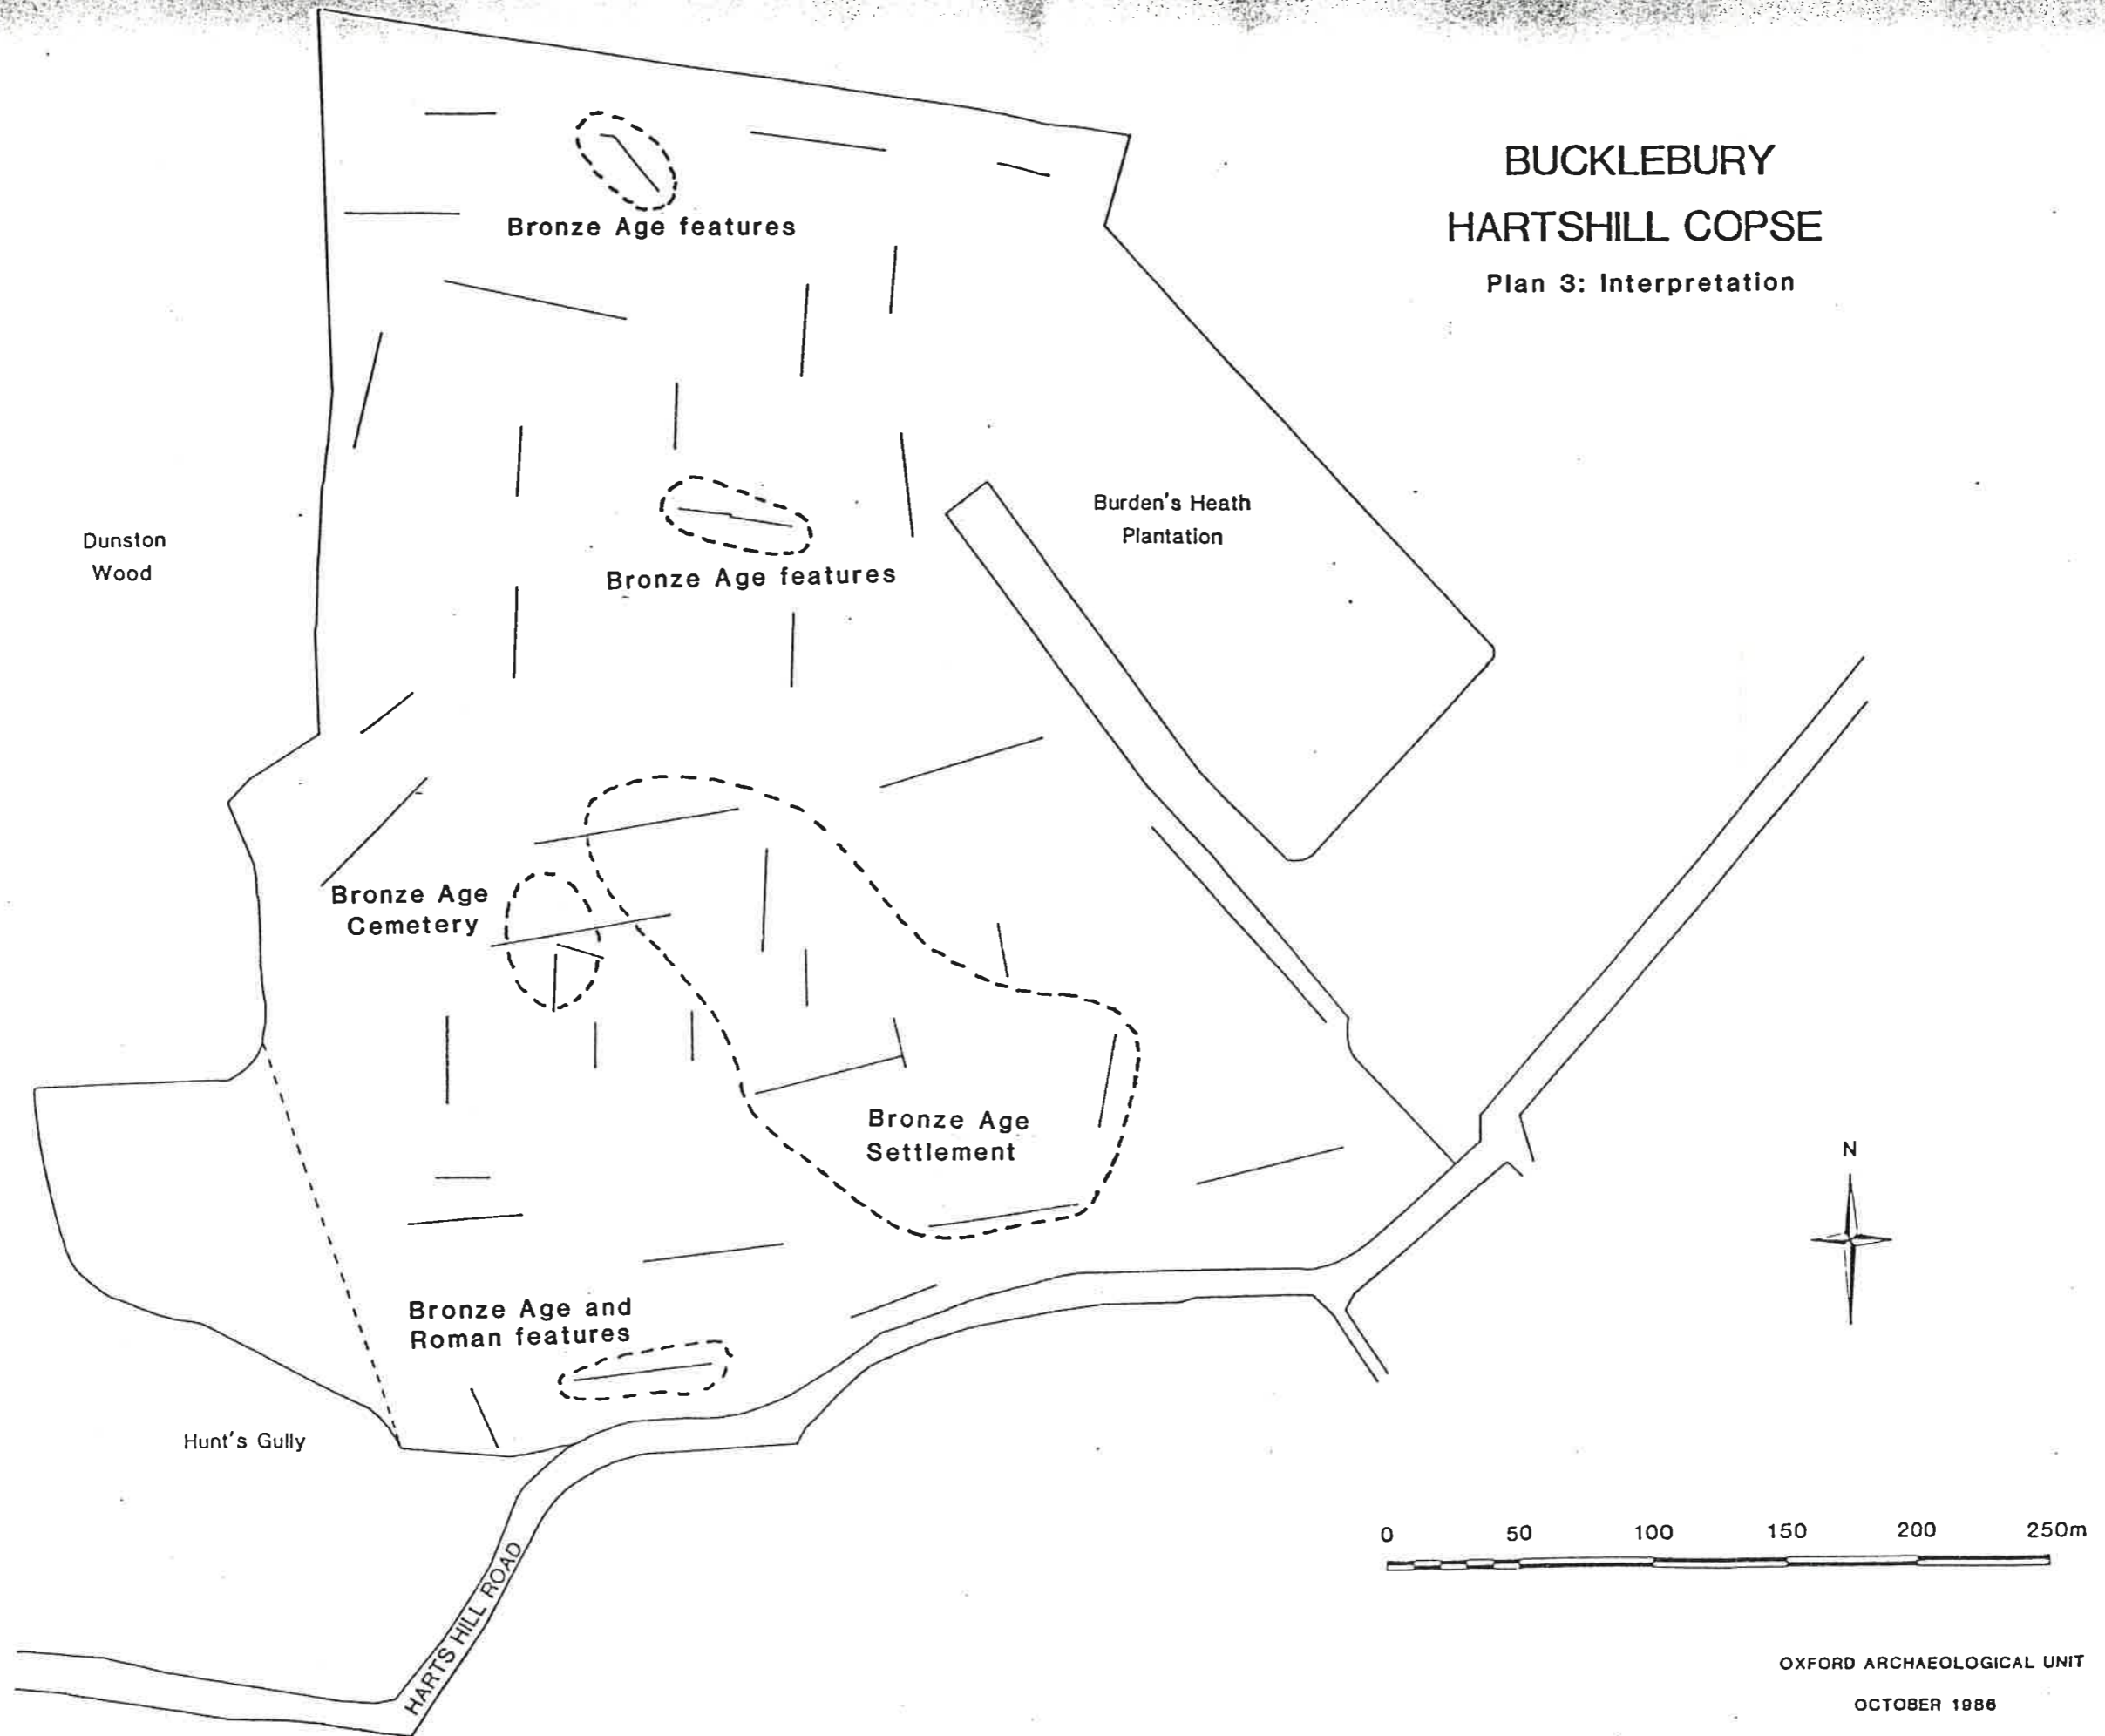 BUCKLEBURY
HARTSHILL COPSE
Plan 3: Interpretation
Bronze Age features
Burden's Heath
Plantation
Dunston
Wood
Bronze Age features
Bronze Age
Cemetery
Bronze Age
Settlement
N
Bronze Age and
Roman features
Hunt's Gully
0 50 100 150 200 250m
HARTS HILL ROAD
OXFORD ARCHAEOLOGICAL UNIT
OCTOBER 1986